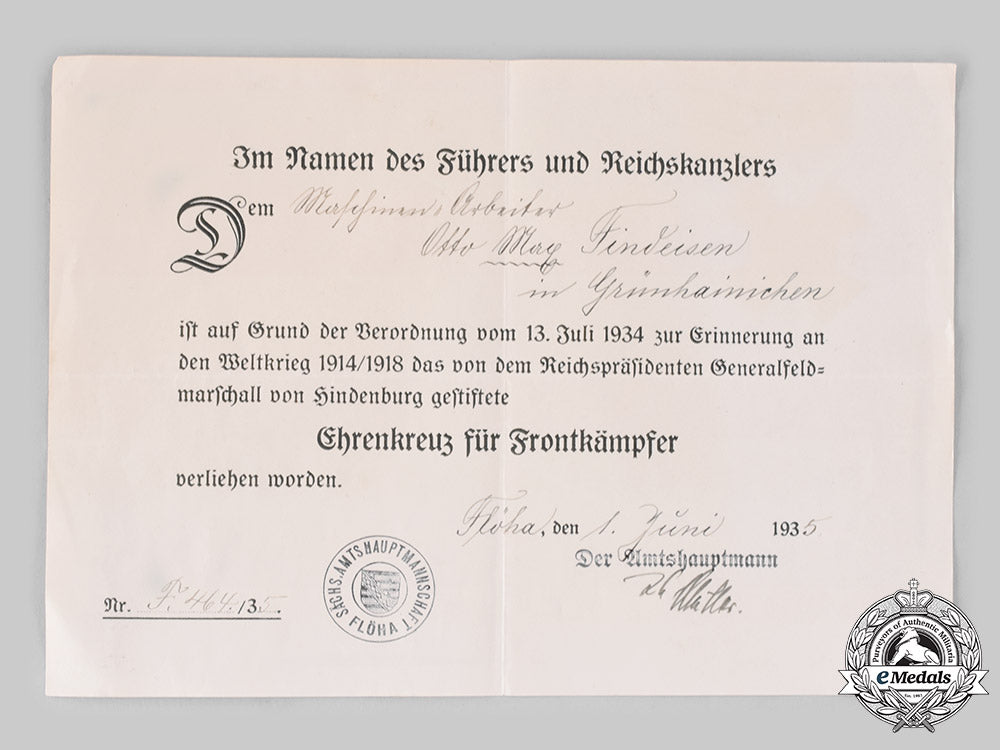 Im Namen des Führers und Reichskanzlers
Dem Maschinen-Arbeiter
Otto Max Findeisen
in Grünhainichen
ist auf Grund der Verordnung vom 13. Juli 1934 zur Erinnerung an
den Weltkrieg 1914/1918 das von dem Reichspräsidenten Generalfeld=
marschall von Hindenburg gestiftete
Ehrenkreuz für Frontkämpfer
verliehen worden.
Flöha, den 1. Juni 1935
Der Amtshauptmann
Nr. F. 464. /35.
SÄCHS. AMTSHAUPTMANNSCHAFT
FLÖHA
Purveyors of Authentic Militaria
eMedals